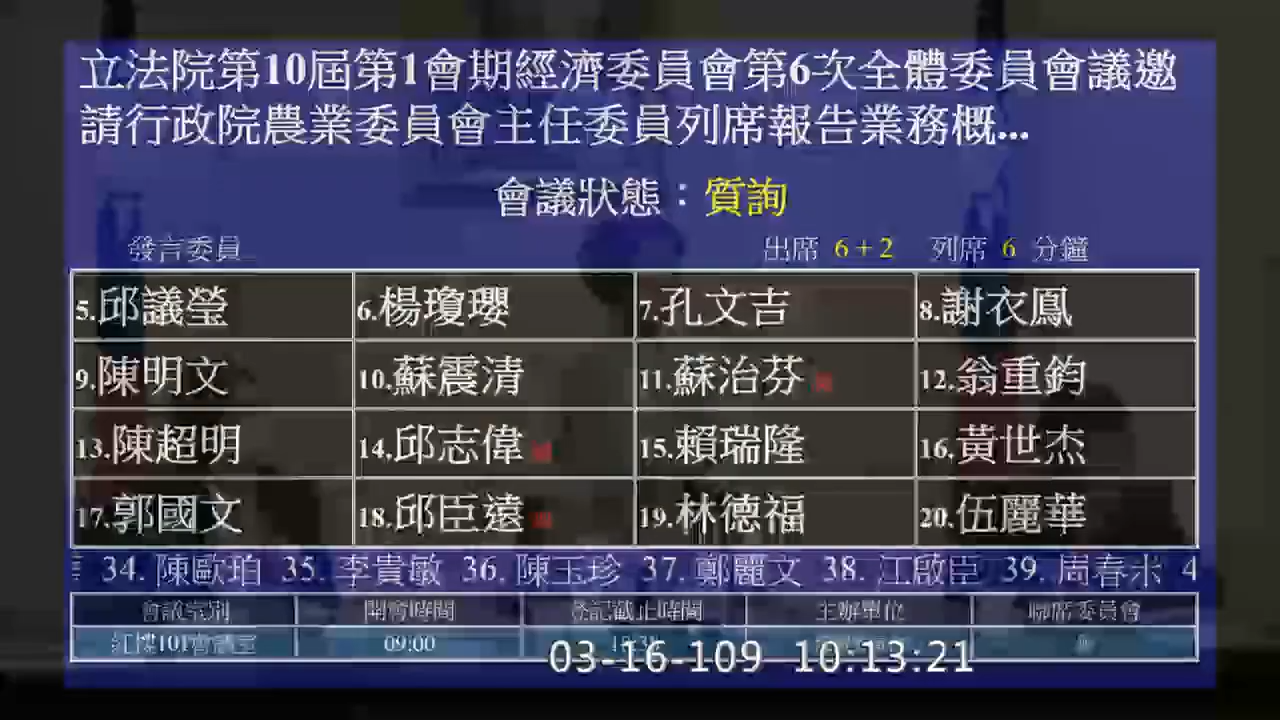 立法院第10屆第1會期經濟委員會第6次全體委員會議邀
請行政院農業委員會主任委員列席報告業務概...
會議狀態：質詢
發言委員 出席 6+2 列席 6 分鐘
5.邱議瑩 6.楊瓊瓔 7.孔文吉 8.謝衣鳳
9.陳明文 10.蘇震清 11.蘇治芬 12.翁重鈞
13.陳超明 14.邱志偉 15.賴瑞隆 16.黃世杰
17.郭國文 18.邱臣遠 19.林德福 20.伍麗華
34. 陳歐珀 35. 李貴敏 36. 陳玉珍 37. 鄭麗文 38. 江啟臣 39. 周春米 4
會議 開會時間 登記截止時間 主辦單位 聯席委員會
紅樓101會議室 09:00
03-16-109 10:13:21